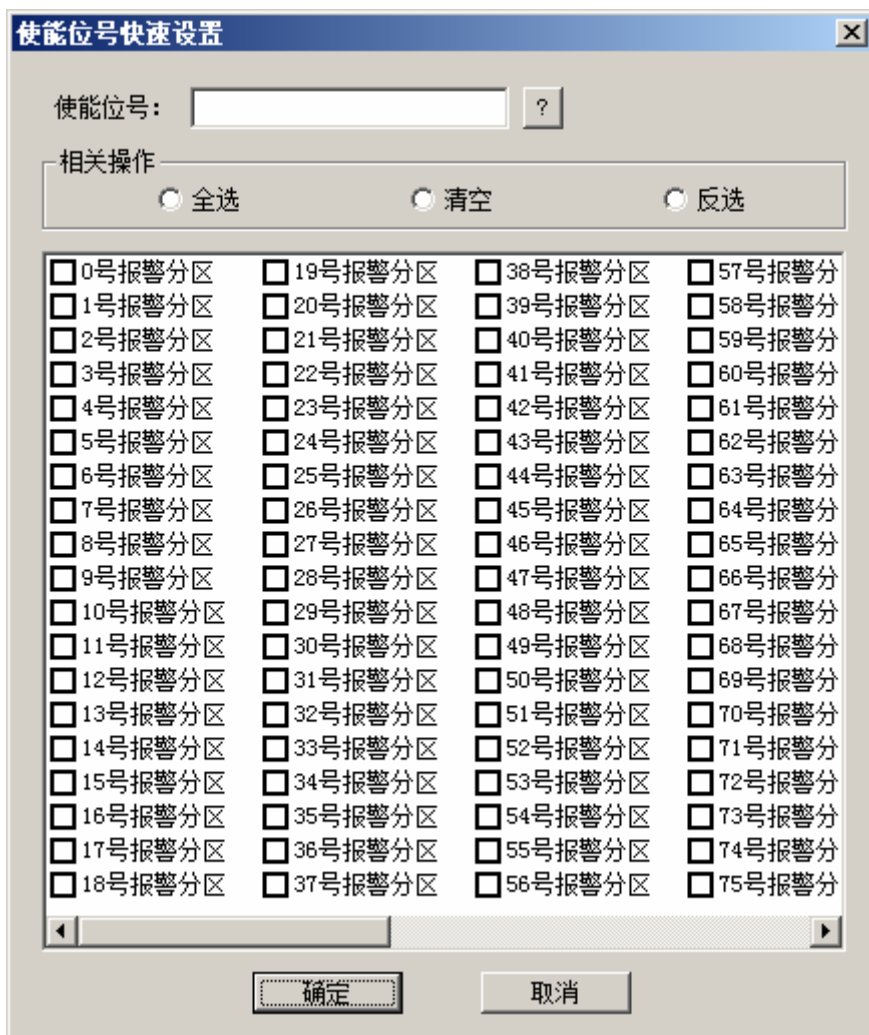 使能位号快速设置
使能位号: ?
相关操作
全选 清空 反选
0号报警分区 19号报警分区 38号报警分区 57号报警分
1号报警分区 20号报警分区 39号报警分区 58号报警分
2号报警分区 21号报警分区 40号报警分区 59号报警分
3号报警分区 22号报警分区 41号报警分区 60号报警分
4号报警分区 23号报警分区 42号报警分区 61号报警分
5号报警分区 24号报警分区 43号报警分区 62号报警分
6号报警分区 25号报警分区 44号报警分区 63号报警分
7号报警分区 26号报警分区 45号报警分区 64号报警分
8号报警分区 27号报警分区 46号报警分区 65号报警分
9号报警分区 28号报警分区 47号报警分区 66号报警分
10号报警分区 29号报警分区 48号报警分区 67号报警分
11号报警分区 30号报警分区 49号报警分区 68号报警分
12号报警分区 31号报警分区 50号报警分区 69号报警分
13号报警分区 32号报警分区 51号报警分区 70号报警分
14号报警分区 33号报警分区 52号报警分区 71号报警分
15号报警分区 34号报警分区 53号报警分区 72号报警分
16号报警分区 35号报警分区 54号报警分区 73号报警分
17号报警分区 36号报警分区 55号报警分区 74号报警分
18号报警分区 37号报警分区 56号报警分区 75号报警分
确定 取消